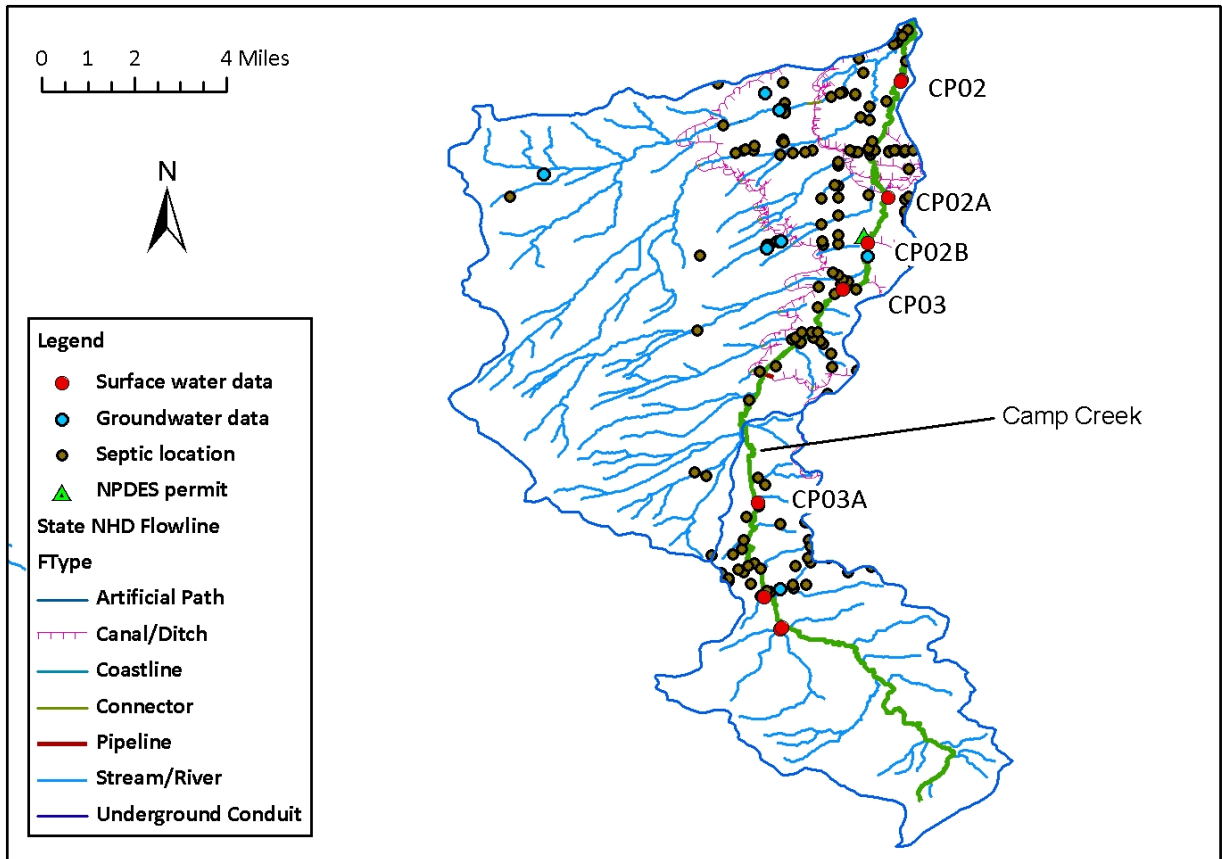 0 1 2 4 Miles
N
CP02
CP02A
CP02B
CP03
Camp Creek
CP03A
Legend
Surface water data
Groundwater data
Septic location
NPDES permit
State NHD Flowline
FType
Artificial Path
Canal/Ditch
Coastline
Connector
Pipeline
Stream/River
Underground Conduit